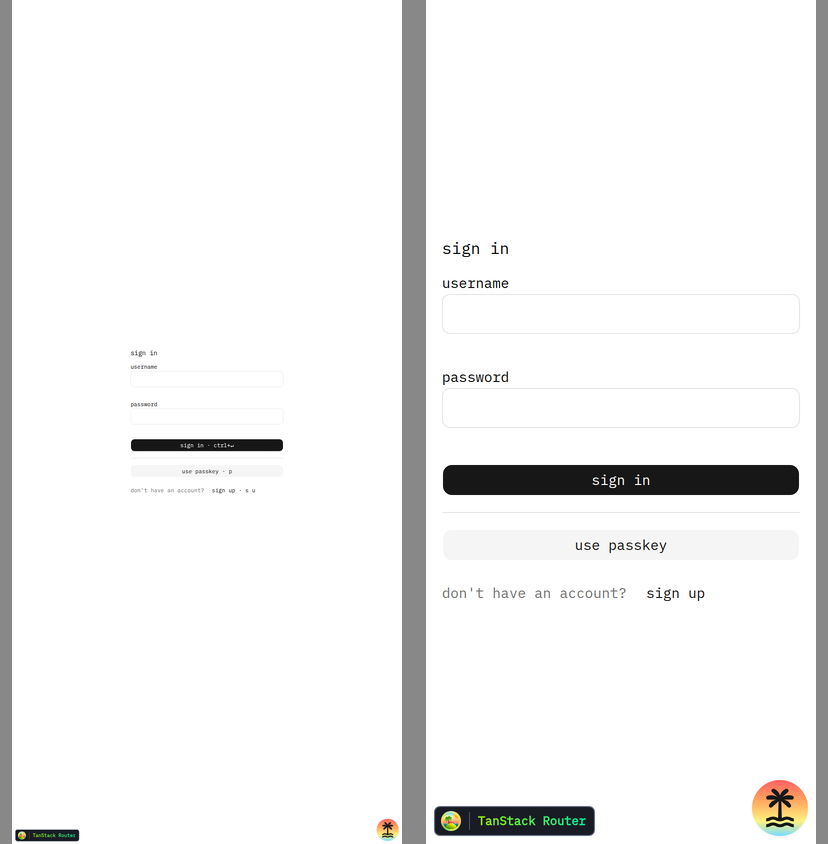 sign in
username
password
sign in · ctrl+↵
use passkey · p
don't have an account? sign up · s u
TanStack Router
sign in
username
password
sign in
use passkey
don't have an account? sign up
TanStack Router